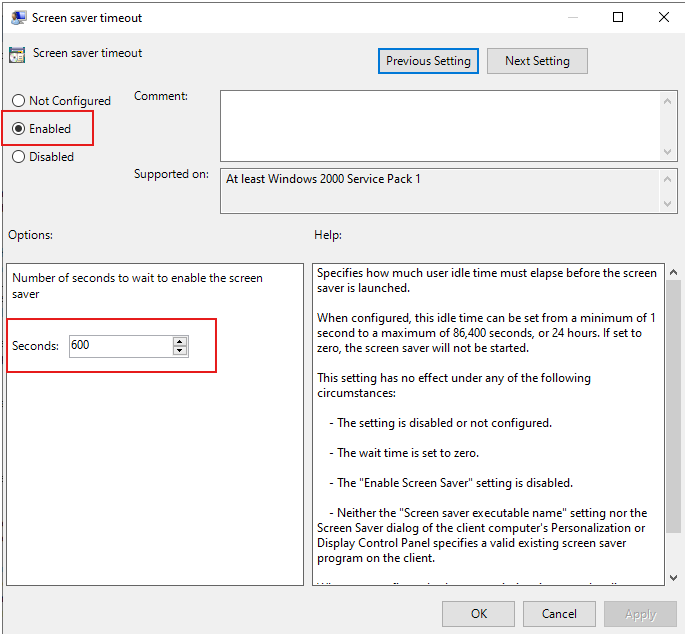 Screen saver timeout
Screen saver timeout
Previous Setting
Next Setting
Not Configured
Comment:
Enabled
Disabled
Supported on:
At least Windows 2000 Service Pack 1
Options:
Help:
Number of seconds to wait to enable the screen
saver
Seconds:
600
Specifies how much user idle time must elapse before the screen
saver is launched.
When configured, this idle time can be set from a minimum of 1
second to a maximum of 86,400 seconds, or 24 hours. If set to
zero, the screen saver will not be started.
This setting has no effect under any of the following
circumstances:
- The setting is disabled or not configured.
- The wait time is set to zero.
- The "Enable Screen Saver" setting is disabled.
- Neither the "Screen saver executable name" setting nor the
Screen Saver dialog of the client computer's Personalization or
Display Control Panel specifies a valid existing screen saver
program on the client.
OK
Cancel
Apply